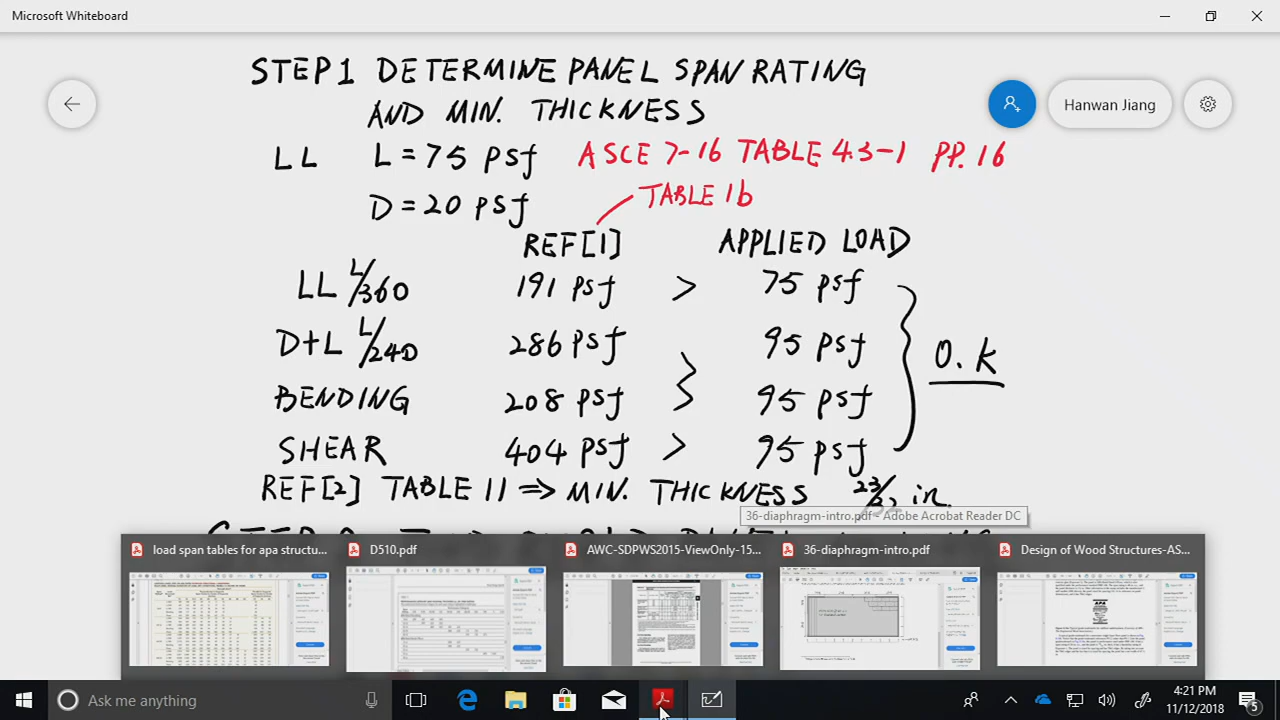 Microsoft Whiteboard
STEP 1 DETERMINE PANEL SPAN RATING
AND MIN. THICKNESS
Hanwan Jiang
LL L = 75 psf ASCE 7-16 TABLE 4.3-1 PP. 16
D = 20 psf TABLE 1b
REF[1] APPLIED LOAD
LL L/360 191 psf > 75 psf
D+L L/240 286 psf 95 psf
O.K
BENDING 208 psf 95 psf
SHEAR 404 psf > 95 psf
REF[2] TABLE 11 ⇒ MIN. THICKNESS 23/32 in.
36-diaphragm-intro.pdf - Adobe Acrobat Reader DC
load span tables for apa structu...
D510.pdf
AWC-SDPWS2015-ViewOnly-15...
36-diaphragm-intro.pdf
Design of Wood Structures-AS...
Ask me anything
4:21 PM
11/12/2018
5